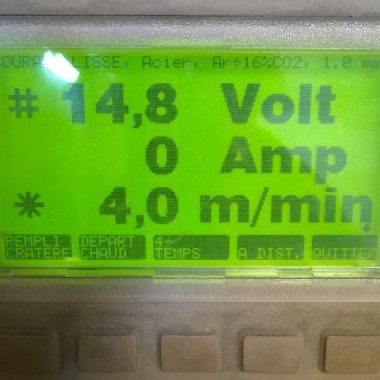 COURA LISSE, Acier, Ar÷16%CO2, 1.0 mm
# 14,8 Volt
0 Amp
* 4,0 m/min
REMPLI CRATERE
DEPART CHAUD
4- TEMPS
A DIST.
QUITTER